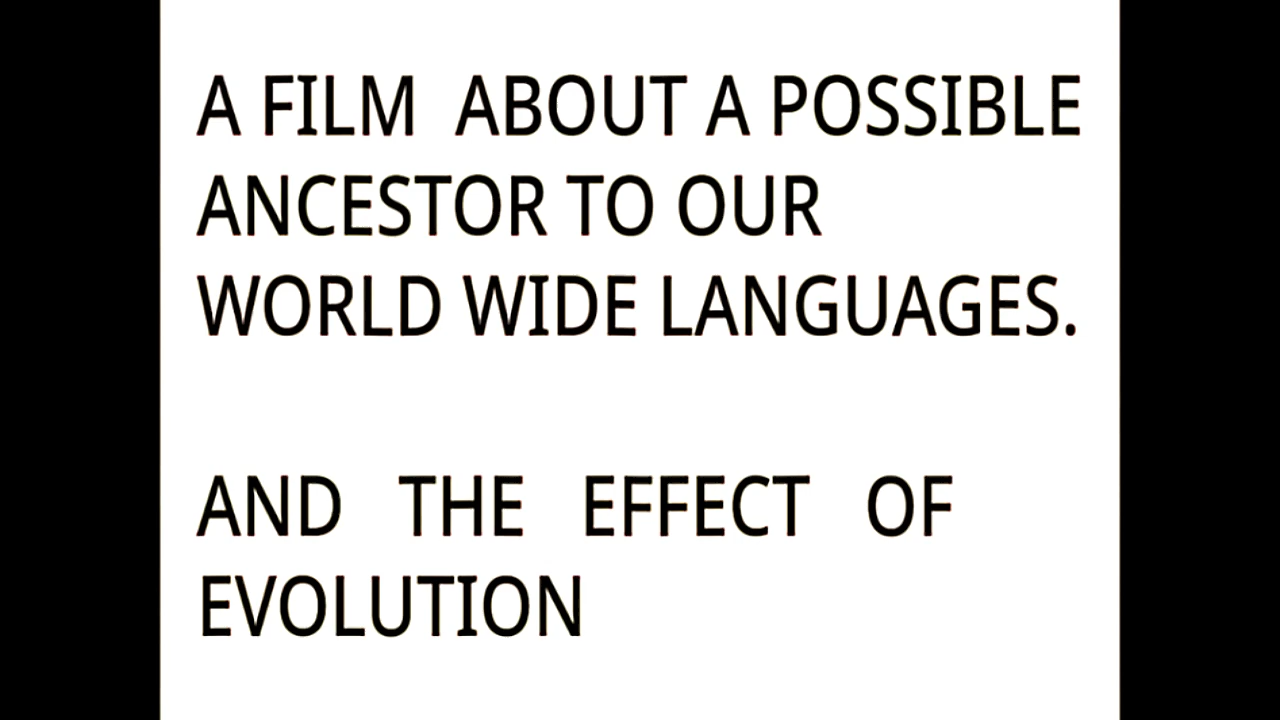 A FILM ABOUT A POSSIBLE
ANCESTOR TO OUR
WORLD WIDE LANGUAGES.
AND THE EFFECT OF
EVOLUTION